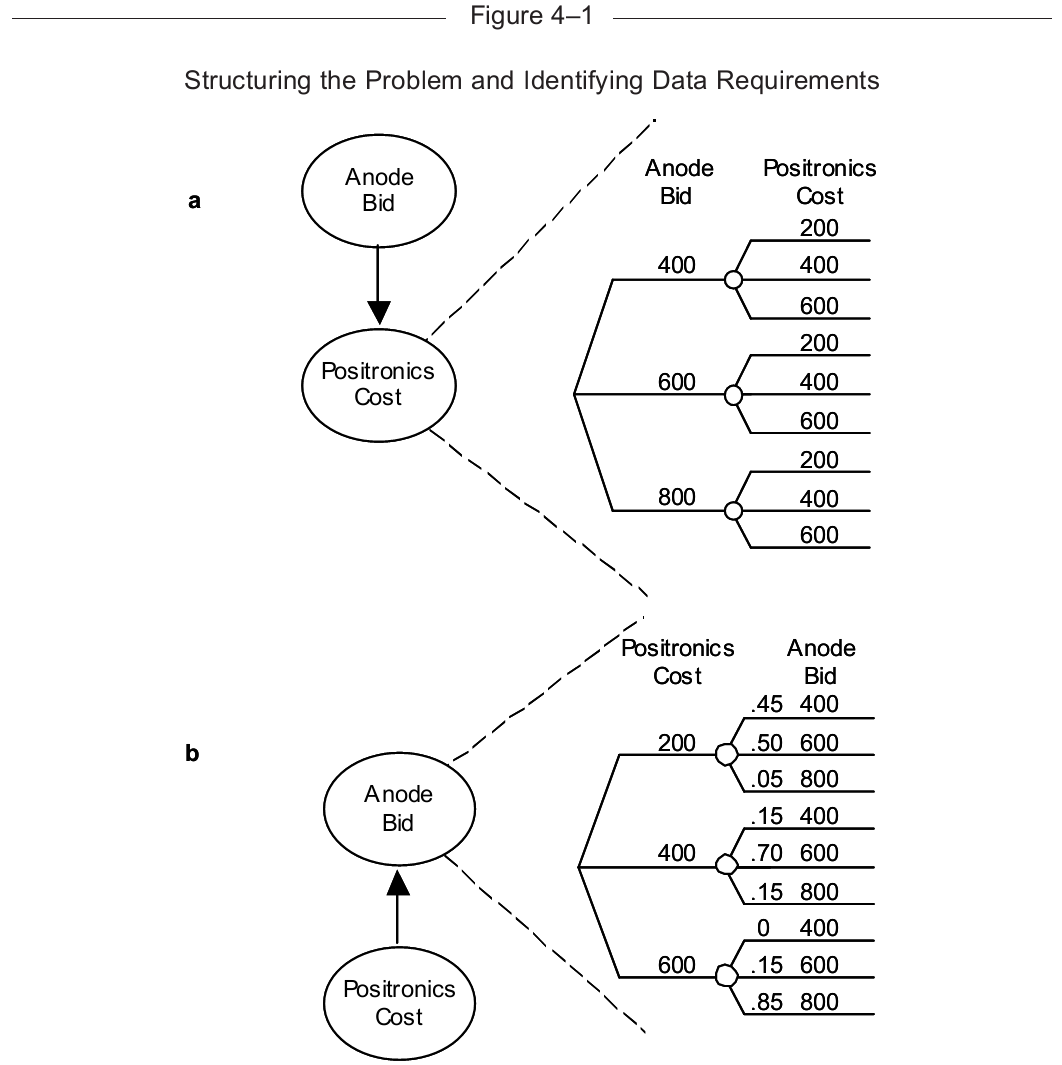 Figure 4–1
Structuring the Problem and Identifying Data Requirements
a
Anode
Bid
Positronics
Cost
Anode
Bid
Positronics
Cost
400
200
400
600
600
200
400
600
800
200
400
600
b
Anode
Bid
Positronics
Cost
Positronics
Cost
Anode
Bid
200
.45 400
.50 600
.05 800
400
.15 400
.70 600
.15 800
600
0 400
.15 600
.85 800